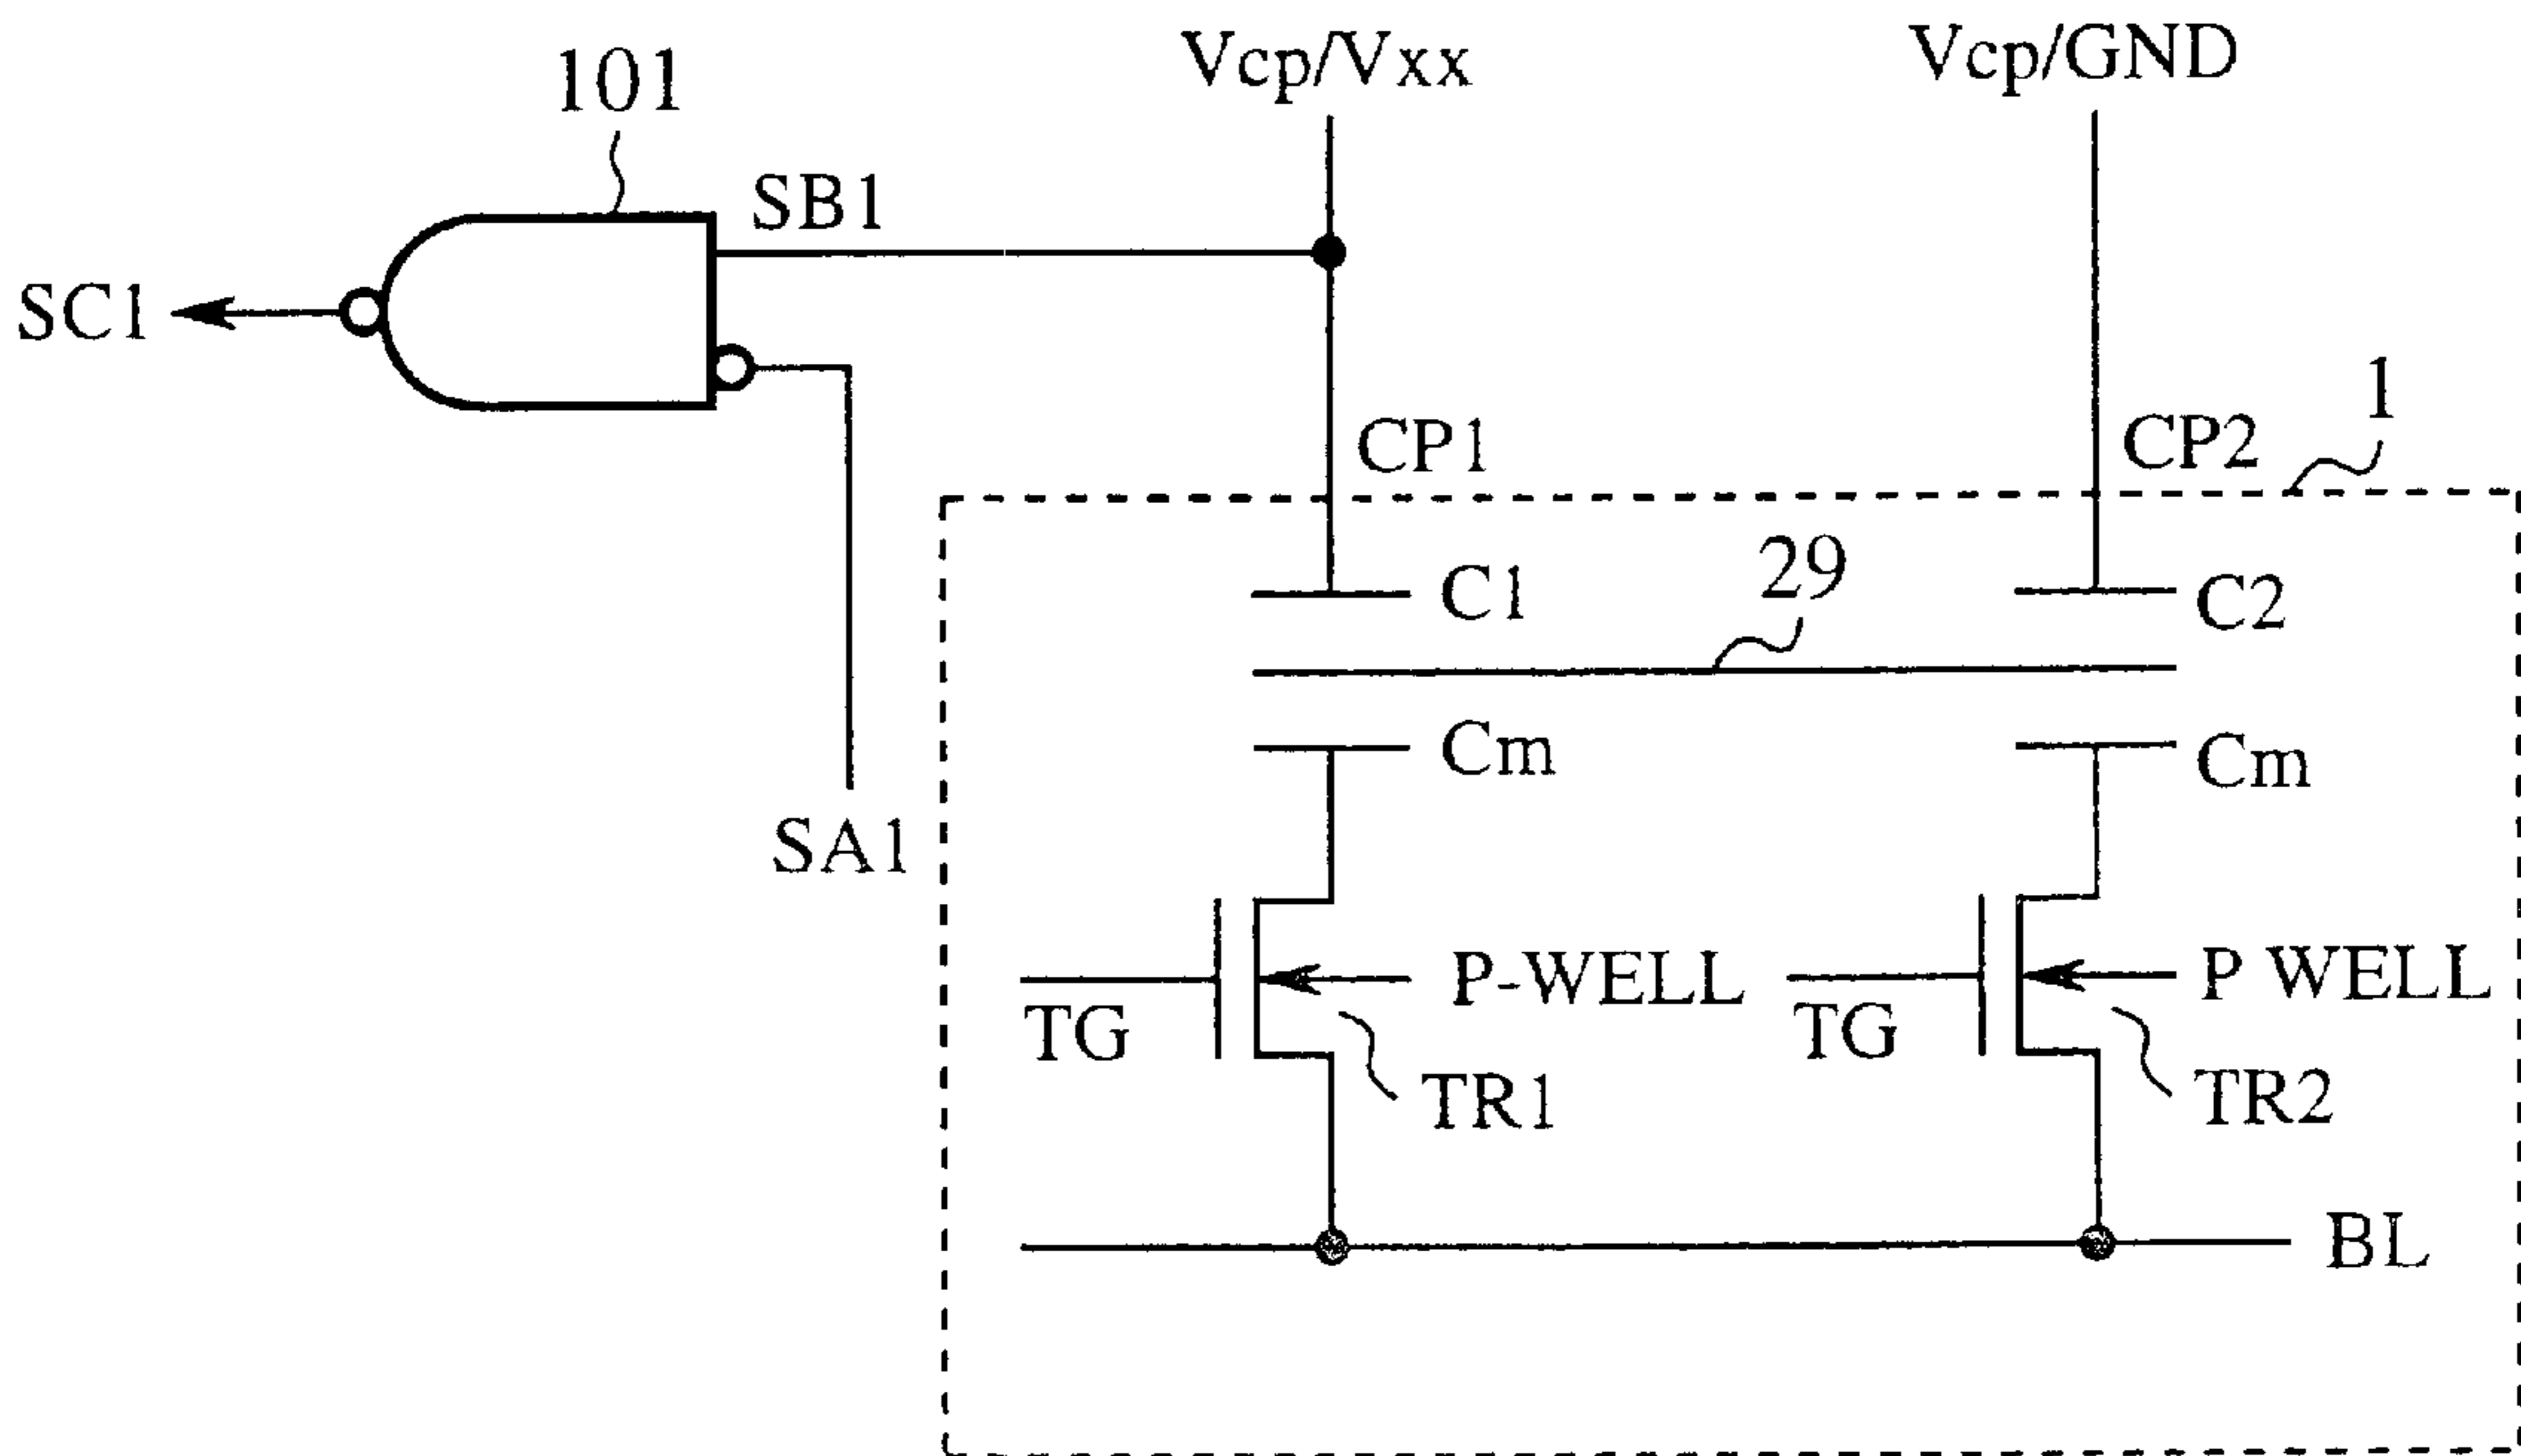 Vcp/Vxx
Vcp/GND
101
SB1
SC1
1
CP1
CP2
29
C1
C2
Cm
Cm
SA1
P-WELL
P WELL
TG
TG
TR1
TR2
BL